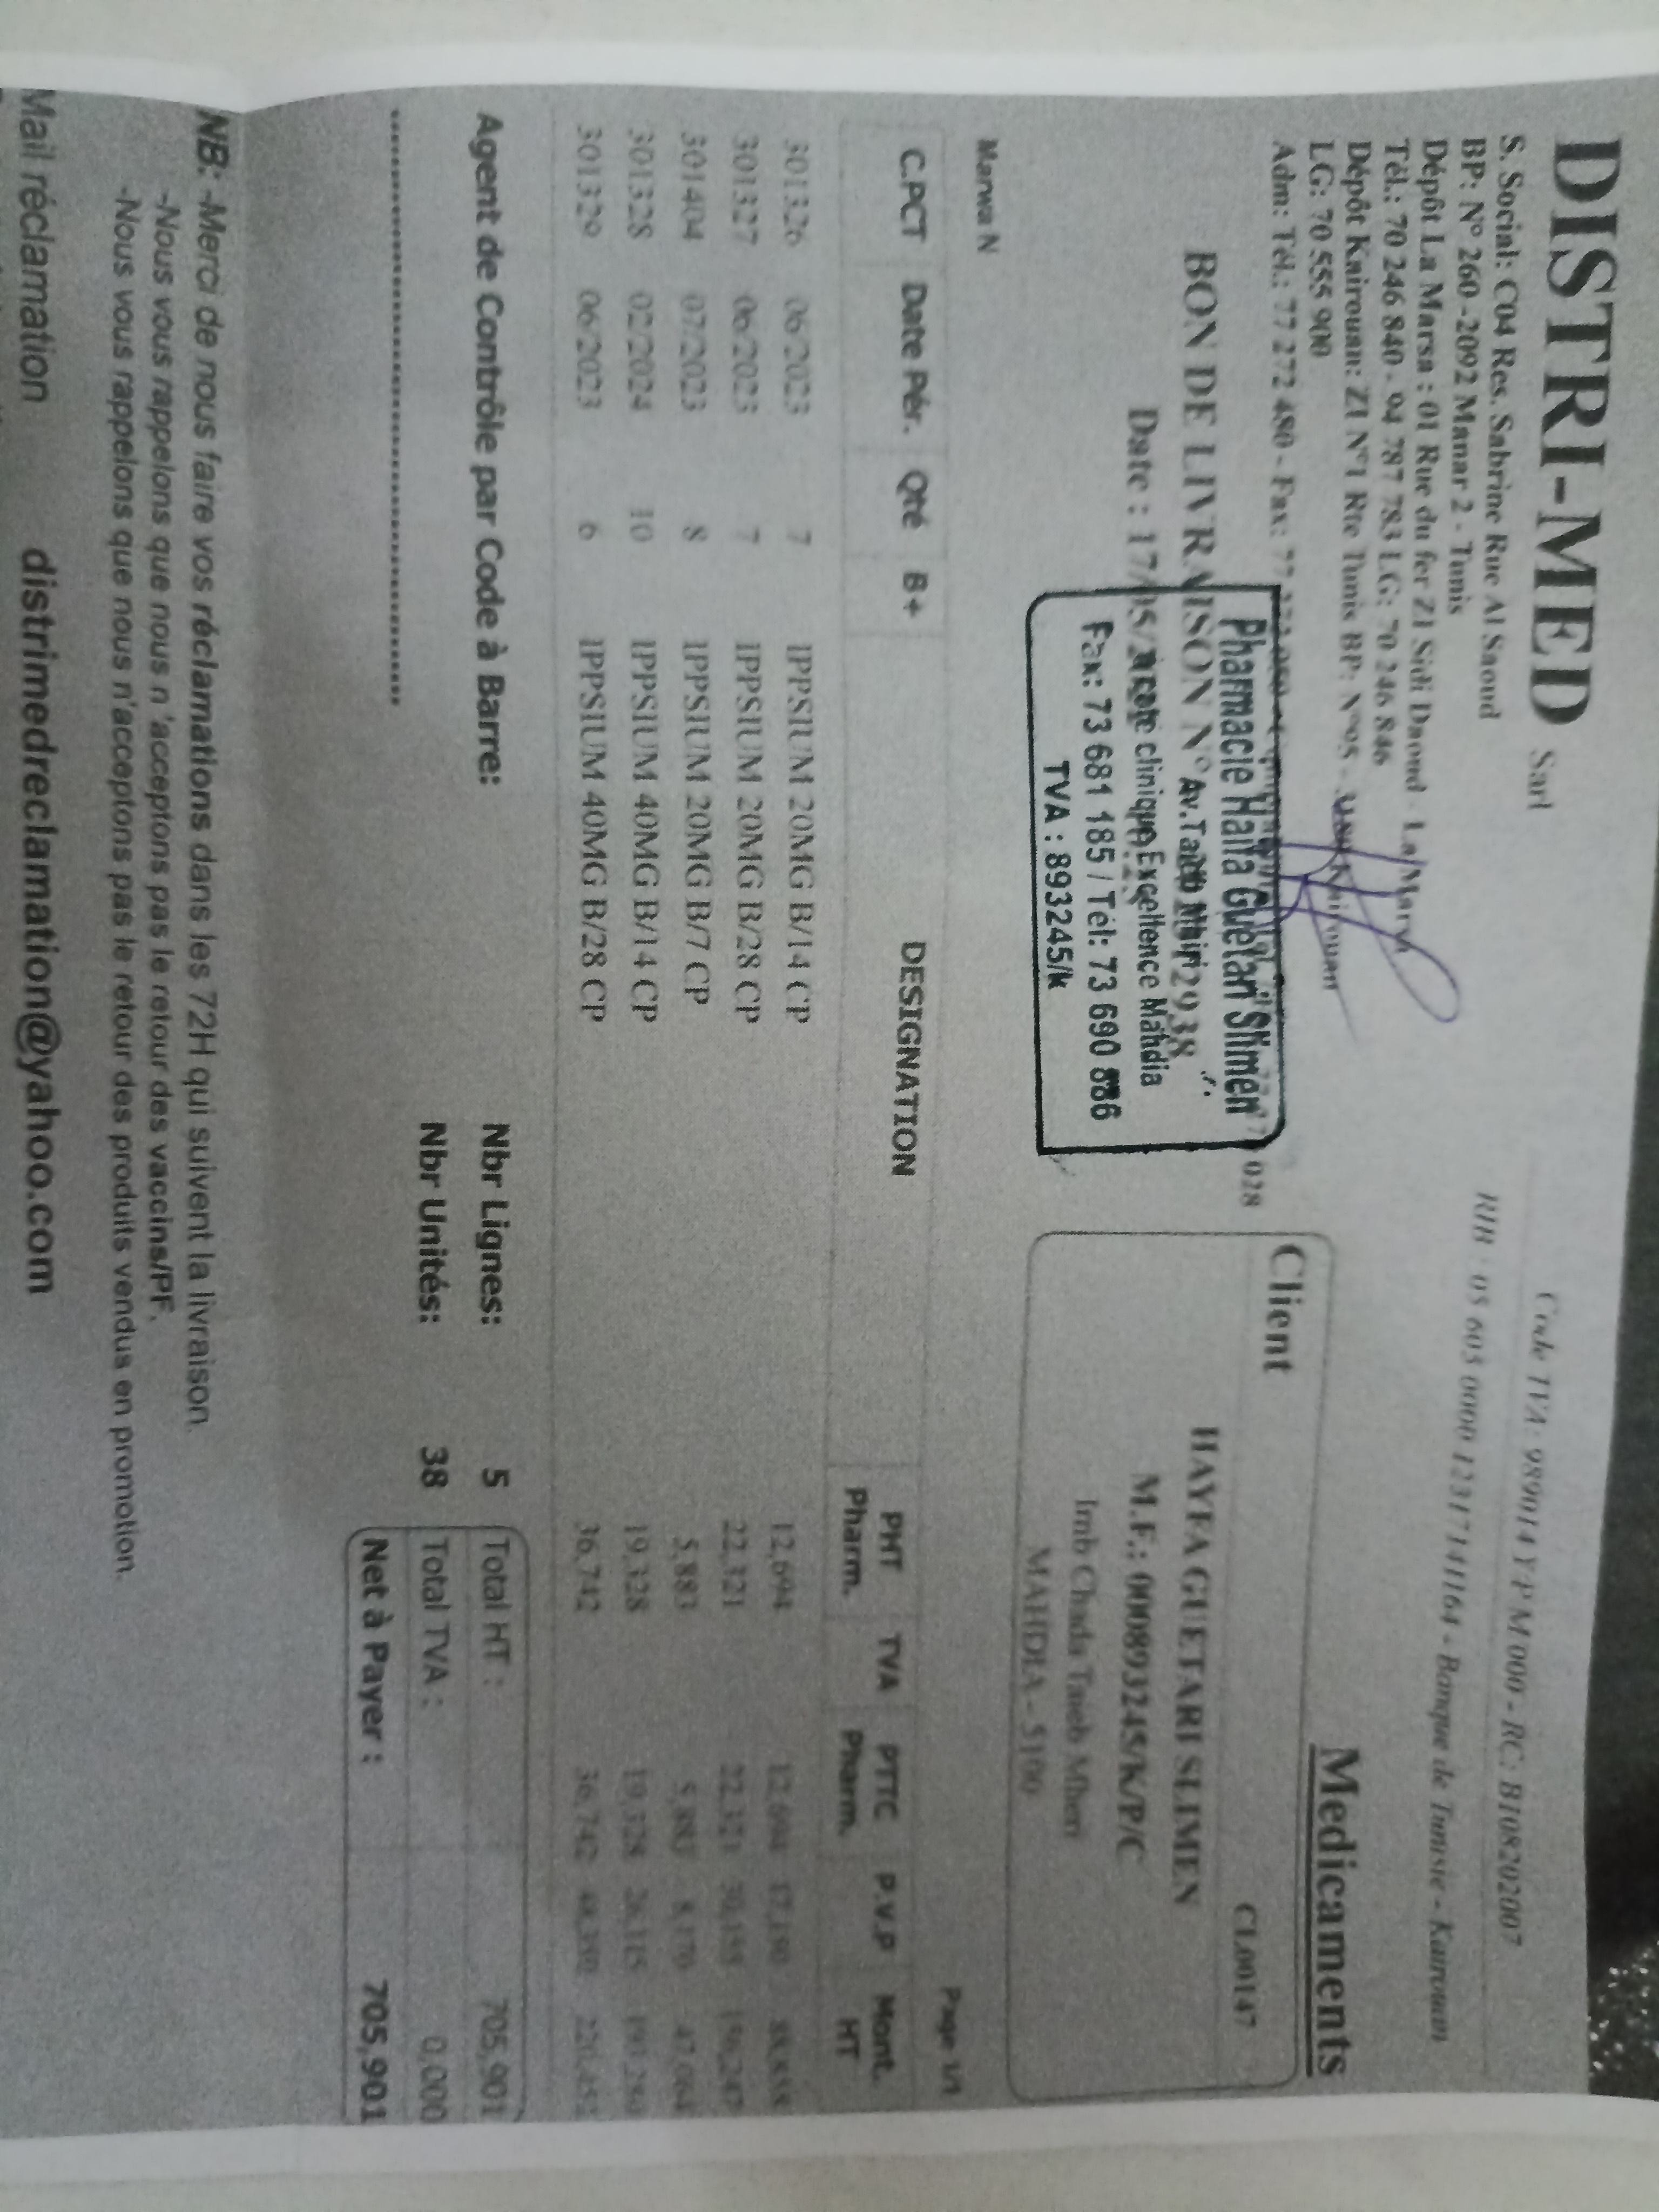 DISTRI-MED Sarl
S. Social: C04 Res. Sabrine Rue Al Saoud
BP: N° 260 -2092 Manar 2 - Tunis
Dépôt La Marsa : 01 Rue du fer ZI Sidi Daoud - La Marsa
Tél.: 70 246 840 - 94 787 783 LG: 70 246 846
Dépôt Kairouan: ZI N°1 Rte Tunis BP: N°95 - Kairouan
LG: 70 555 900
Adm: Tél.: 77 272 480 - Fax: 77 028
Code TVA : 989014 Y P M 000 - RC: B108202007
RIB : 05 605 0000 123171411 64 - Banque de Tunisie - Kairouan
Medicaments
BON DE LIVRAISON N° 2938
Date : 17/05/
Pharmacie Haifa Guetari Slimen
Av.Taieb Mhiri
A coté clinique Excellence Mahdia
Fax: 73 681 185 / Tél: 73 690 886
TVA : 893245/k
Client CL00147
HAYFA GUETARI SLIMEN
M.F.: 000893245/K/P/C
Imb Chada Taieb Mhiri
MAHDIA - 5100
Marwa N Page 1/1
C.PCT Date Pér. Qté B+ DESIGNATION PHT Pharm. TVA PTTC Pharm. P.V.P Mont. HT
301326 06/2023 7 IPPSIUM 20MG B/14 CP 12,694 12,694 88,858
301327 06/2023 7 IPPSIUM 20MG B/28 CP 22,321 22,321 30,155 156,247
301404 07/2023 8 IPPSIUM 20MG B/7 CP 5,883 5,883 8,170 47,064
301328 02/2024 10 IPPSIUM 40MG B/14 CP 19,328 19,328 26,115 193,280
301329 06/2023 6 IPPSIUM 40MG B/28 CP 36,742 36,742 220,452
Agent de Contrôle par Code à Barre: Nbr Lignes: 5 Total HT : 705,901
Nbr Unités: 38 Total TVA : 0,000
Net à Payer : 705,901
NB: -Merci de nous faire vos réclamations dans les 72H qui suivent la livraison.
-Nous vous rappelons que nous n 'acceptons pas le retour des vaccins/PF.
-Nous vous rappelons que nous n'acceptons pas le retour des produits vendus en promotion.
Mail réclamation distrimedreclamation@yahoo.com